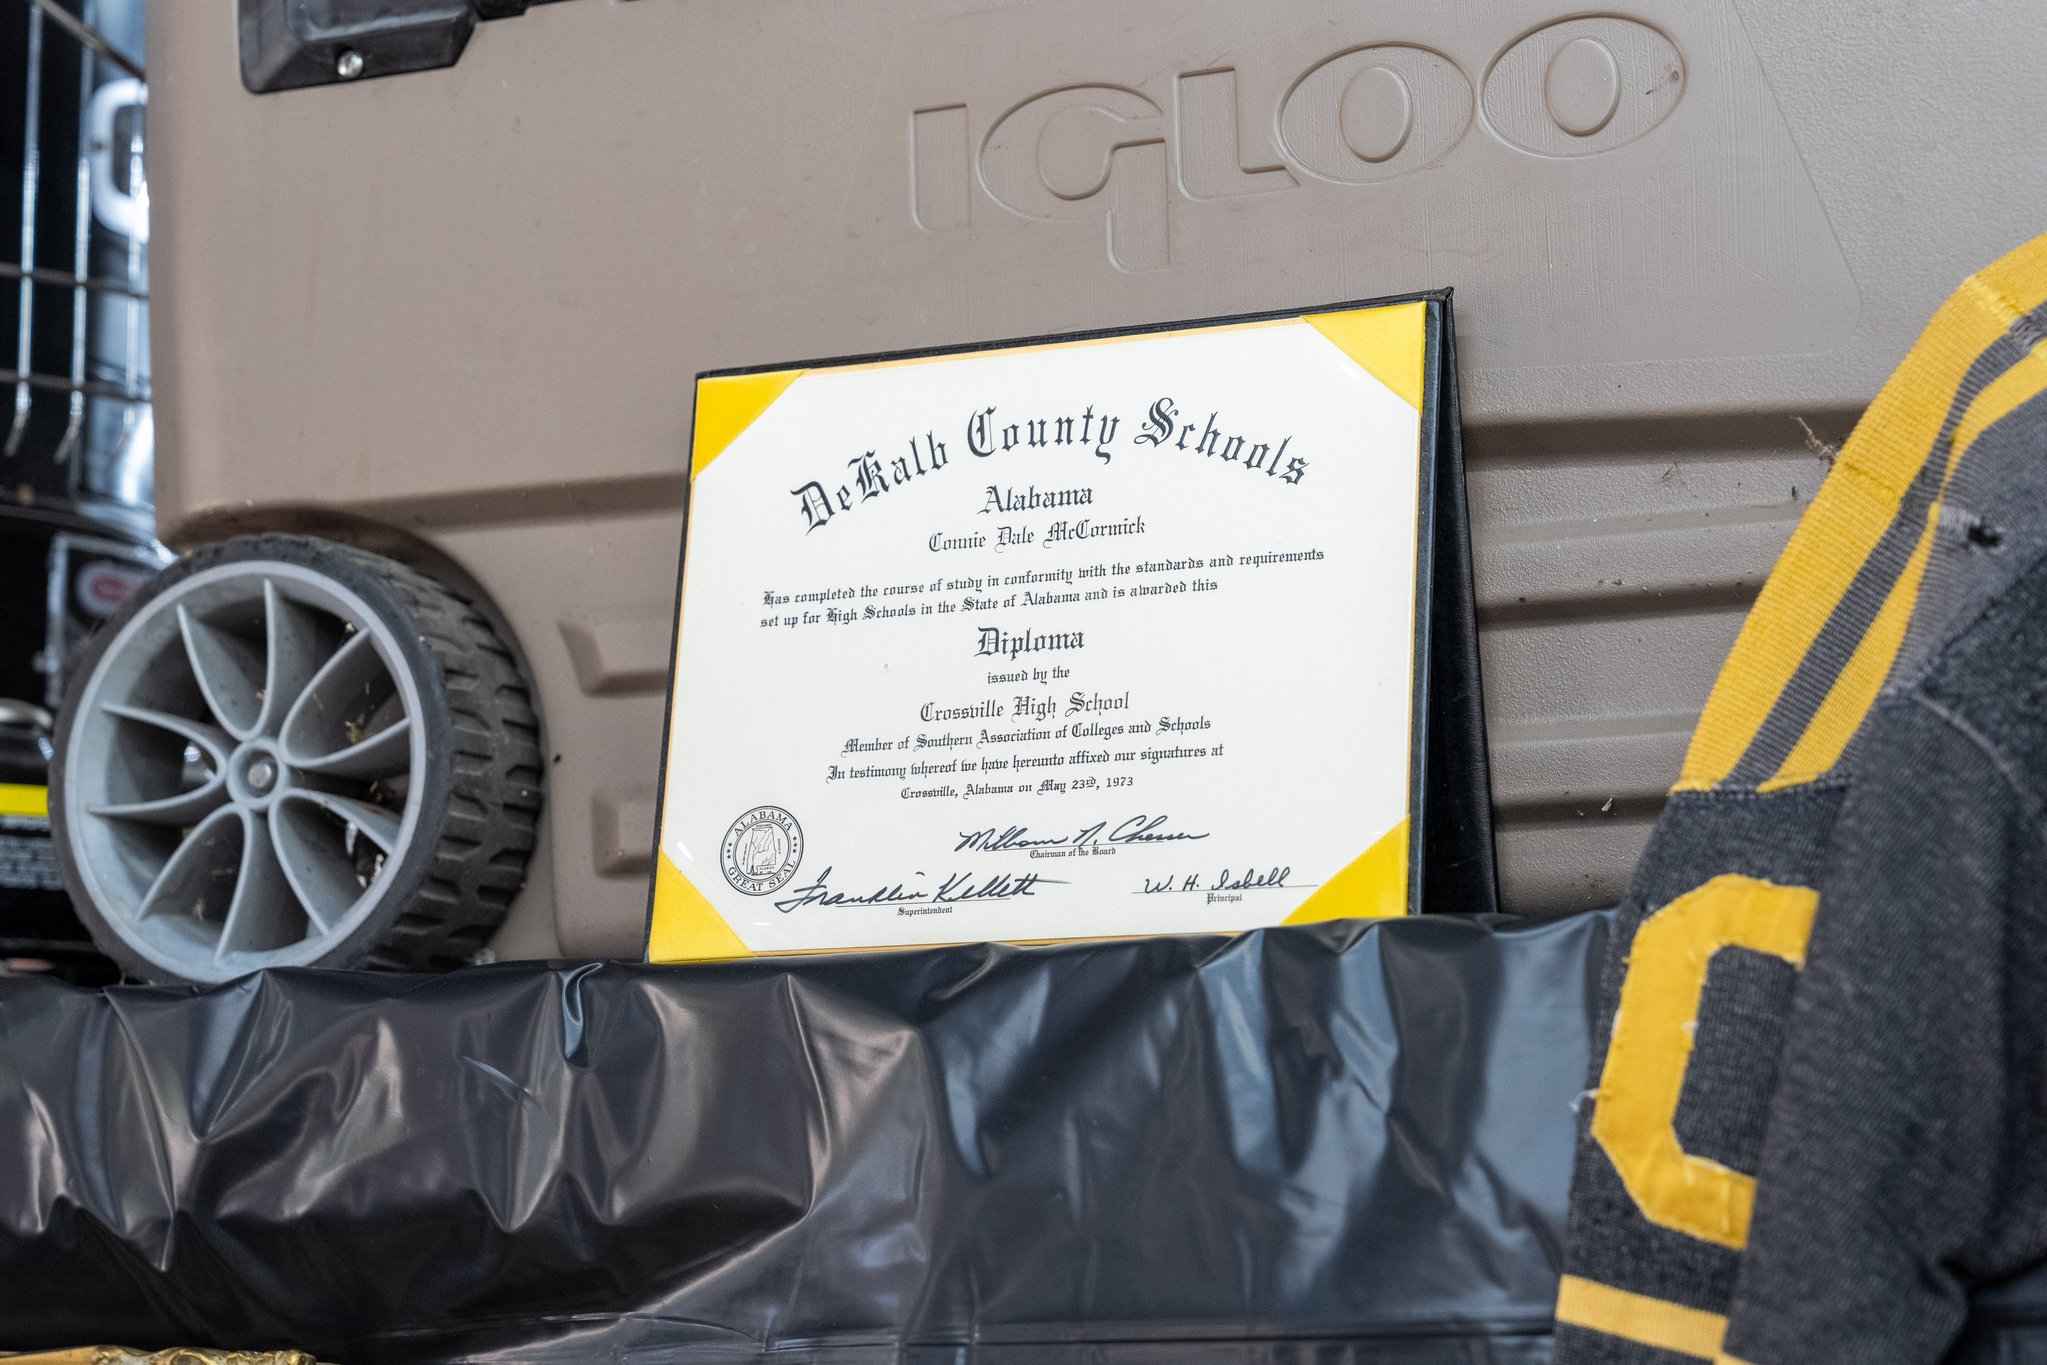 IGLOO
DeKalb County Schools
Alabama
Connie Dale McCormick
Has completed the course of study in conformity with the standards and requirements
set up for High Schools in the State of Alabama and is awarded this
Diploma
issued by the
Crossville High School
Member of Southern Association of Colleges and Schools
In testimony whereof we have hereunto affixed our signatures at
Crossville, Alabama on May 23rd, 1973
ALABAMA
GREAT SEAL
N. Chesser
Chairman of the Board
Franklin Kellett
Superintendent
W. H. Isbell
Principal
C